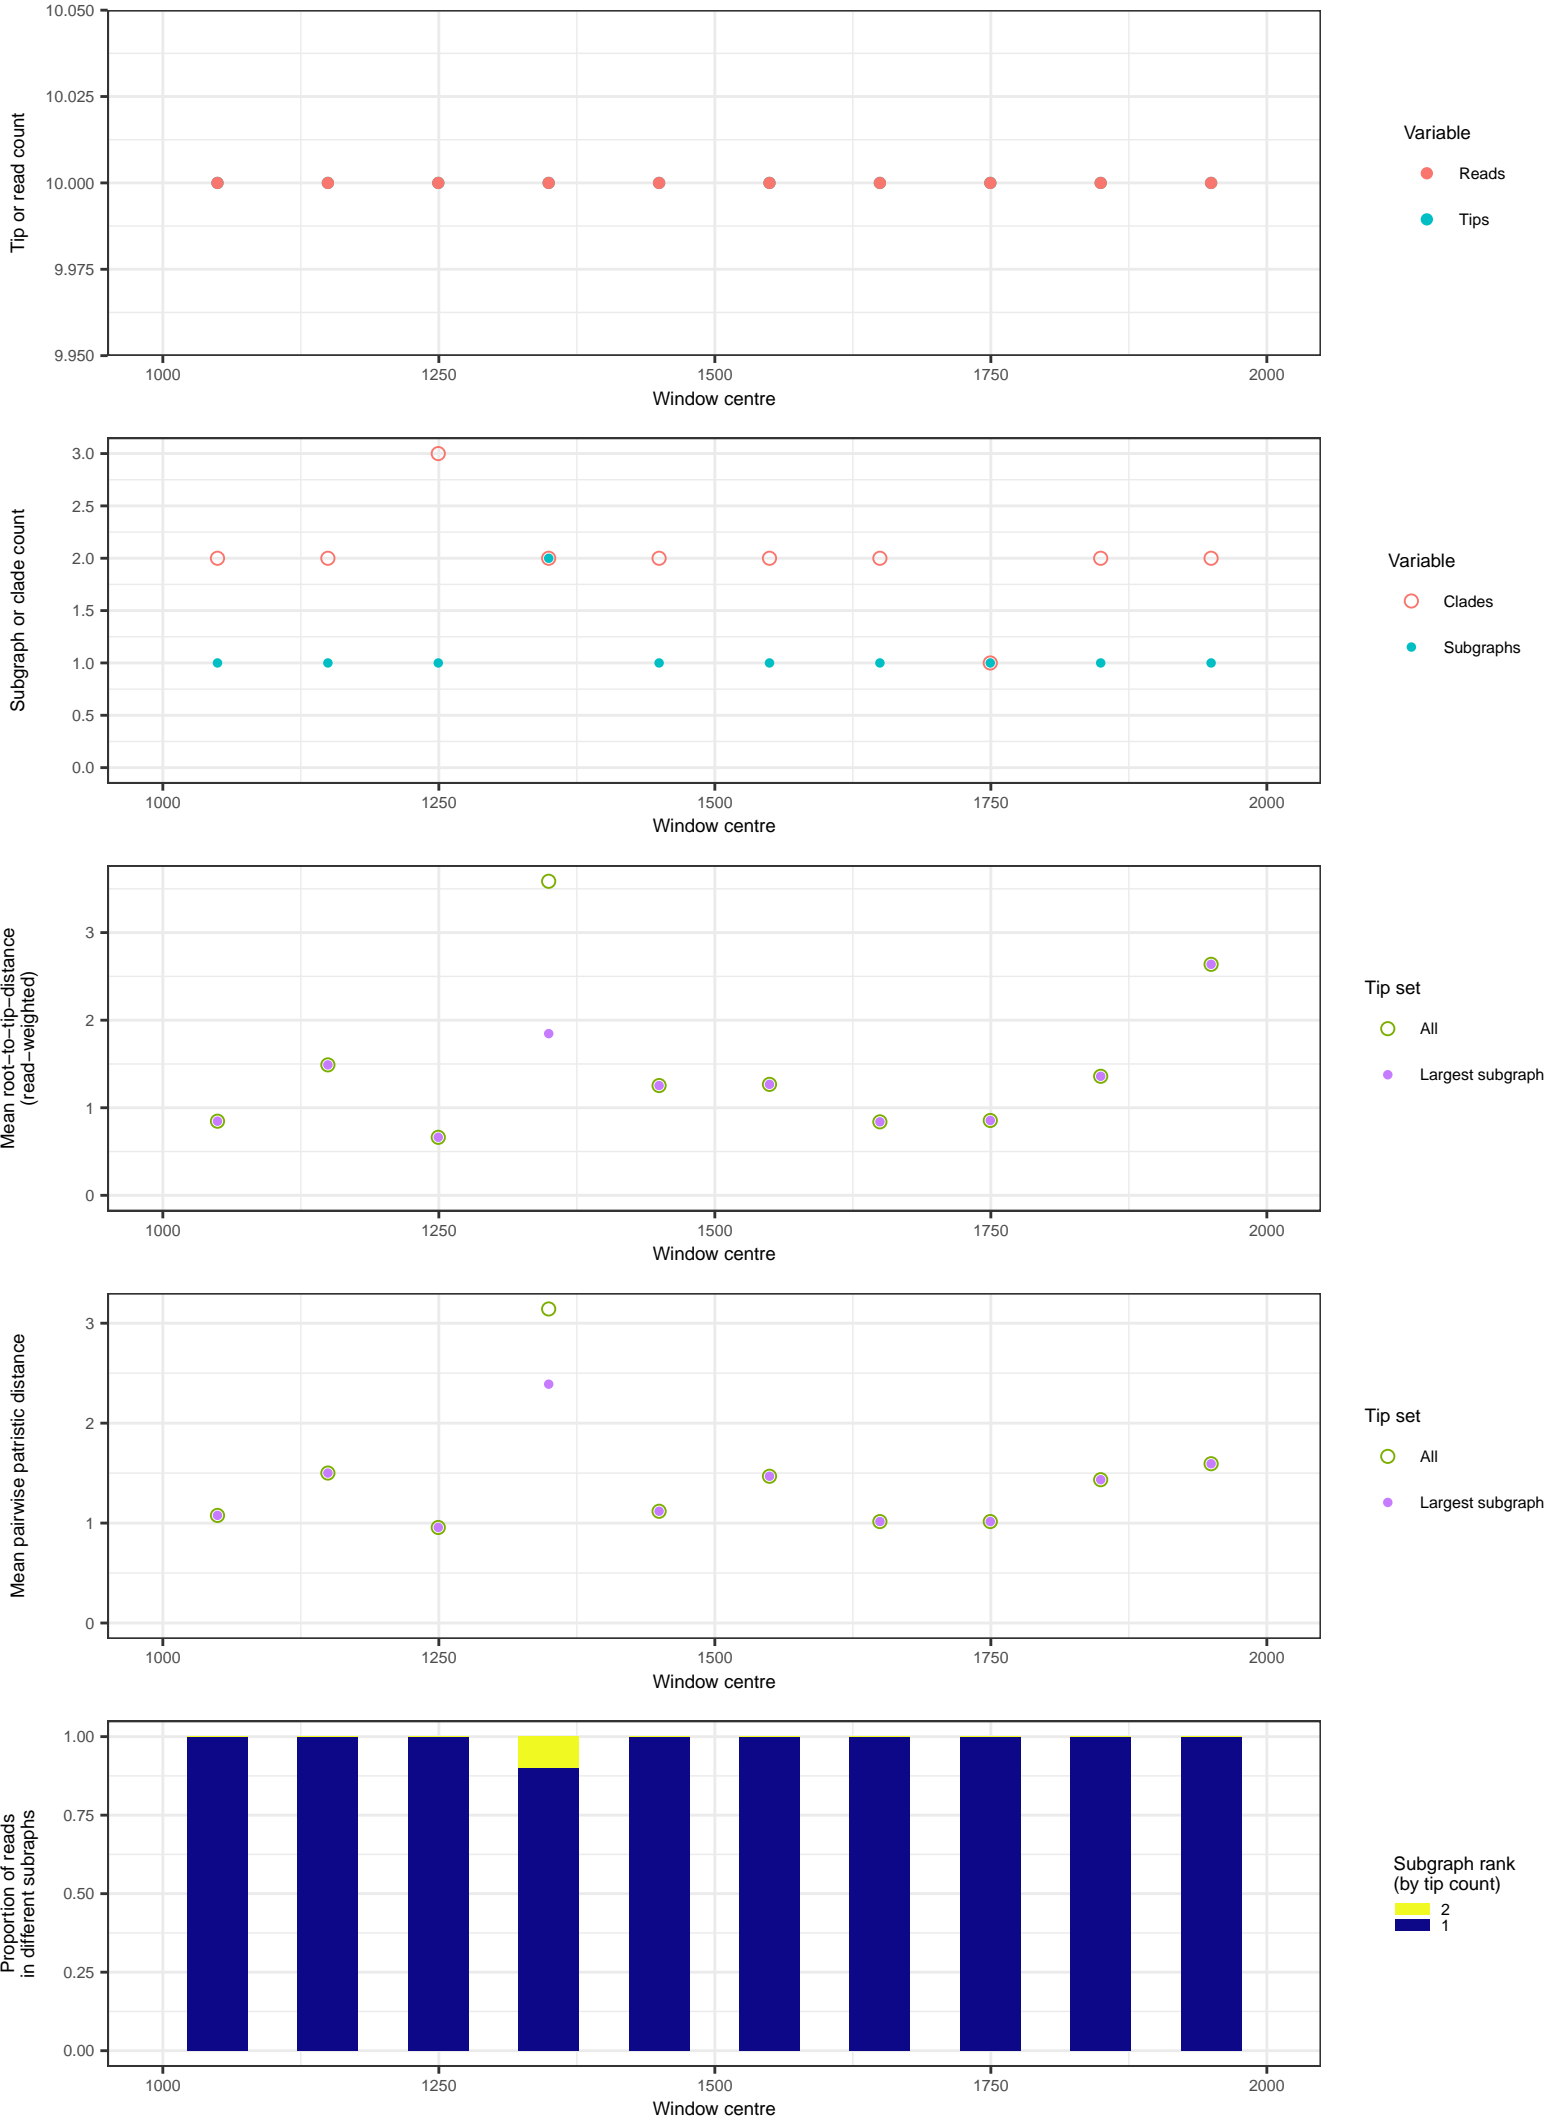 10.050
10.025
10.000
9.975
9.950
Tip or read count
1000 1250 1500 1750 2000
Window centre
Variable
Reads
Tips
3.0
2.5
2.0
1.5
1.0
0.5
0.0
Subgraph or clade count
1000 1250 1500 1750 2000
Window centre
Variable
Clades
Subgraphs
3
2
1
0
Mean root−to−tip−distance
(read−weighted)
1000 1250 1500 1750 2000
Window centre
Tip set
All
Largest subgraph
3
2
1
0
Mean pairwise patristic distance
1000 1250 1500 1750 2000
Window centre
Tip set
All
Largest subgraph
1.00
0.75
0.50
0.25
0.00
Proportion of reads
in different subraphs
1000 1250 1500 1750 2000
Window centre
Subgraph rank
(by tip count)
2
1